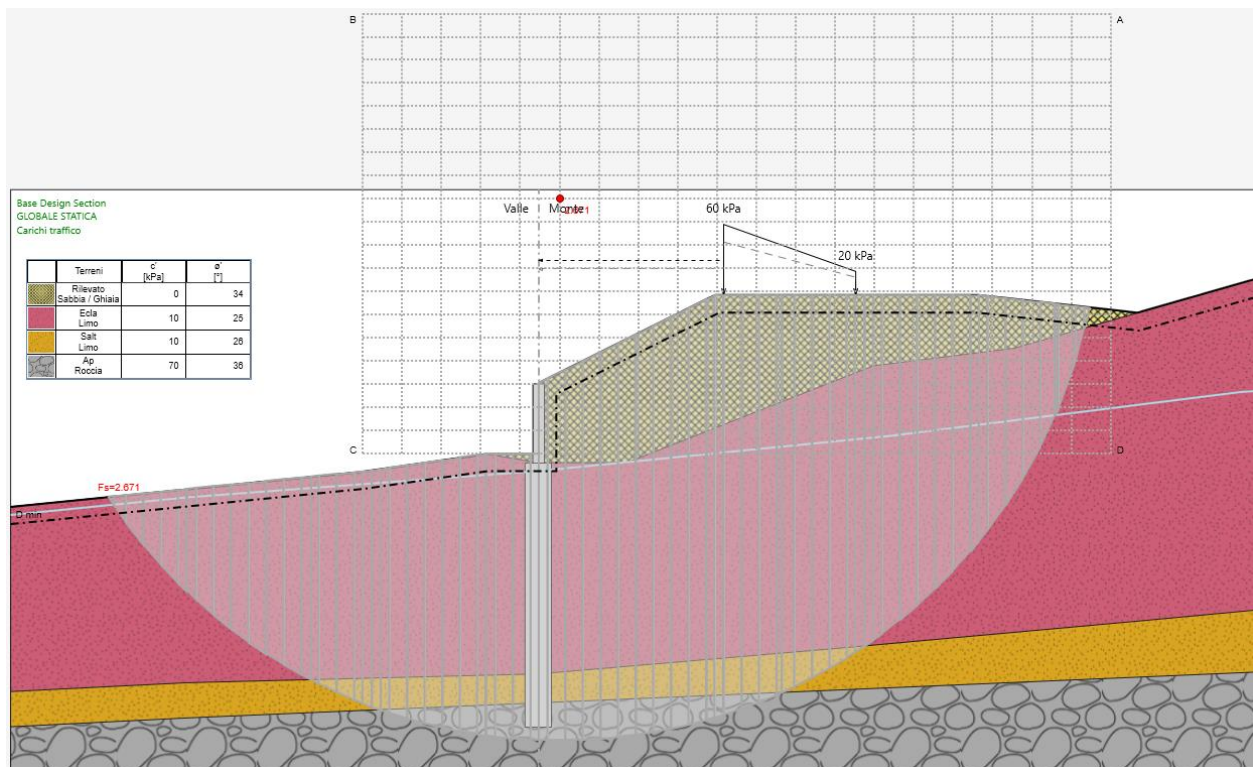 B
A
Base Design Section
GLOBALE STATICA
Carichi traffico
Valle
Monte
60 kPa
20 kPa
Terreni c' ø'
[kPa] [°]
Rilevato
Sabbia / Ghiaia 0 34
Ecla
Limo 10 25
Salt
Limo 10 26
Ap
Roccia 70 36
C
D
Fs=2.671
D min